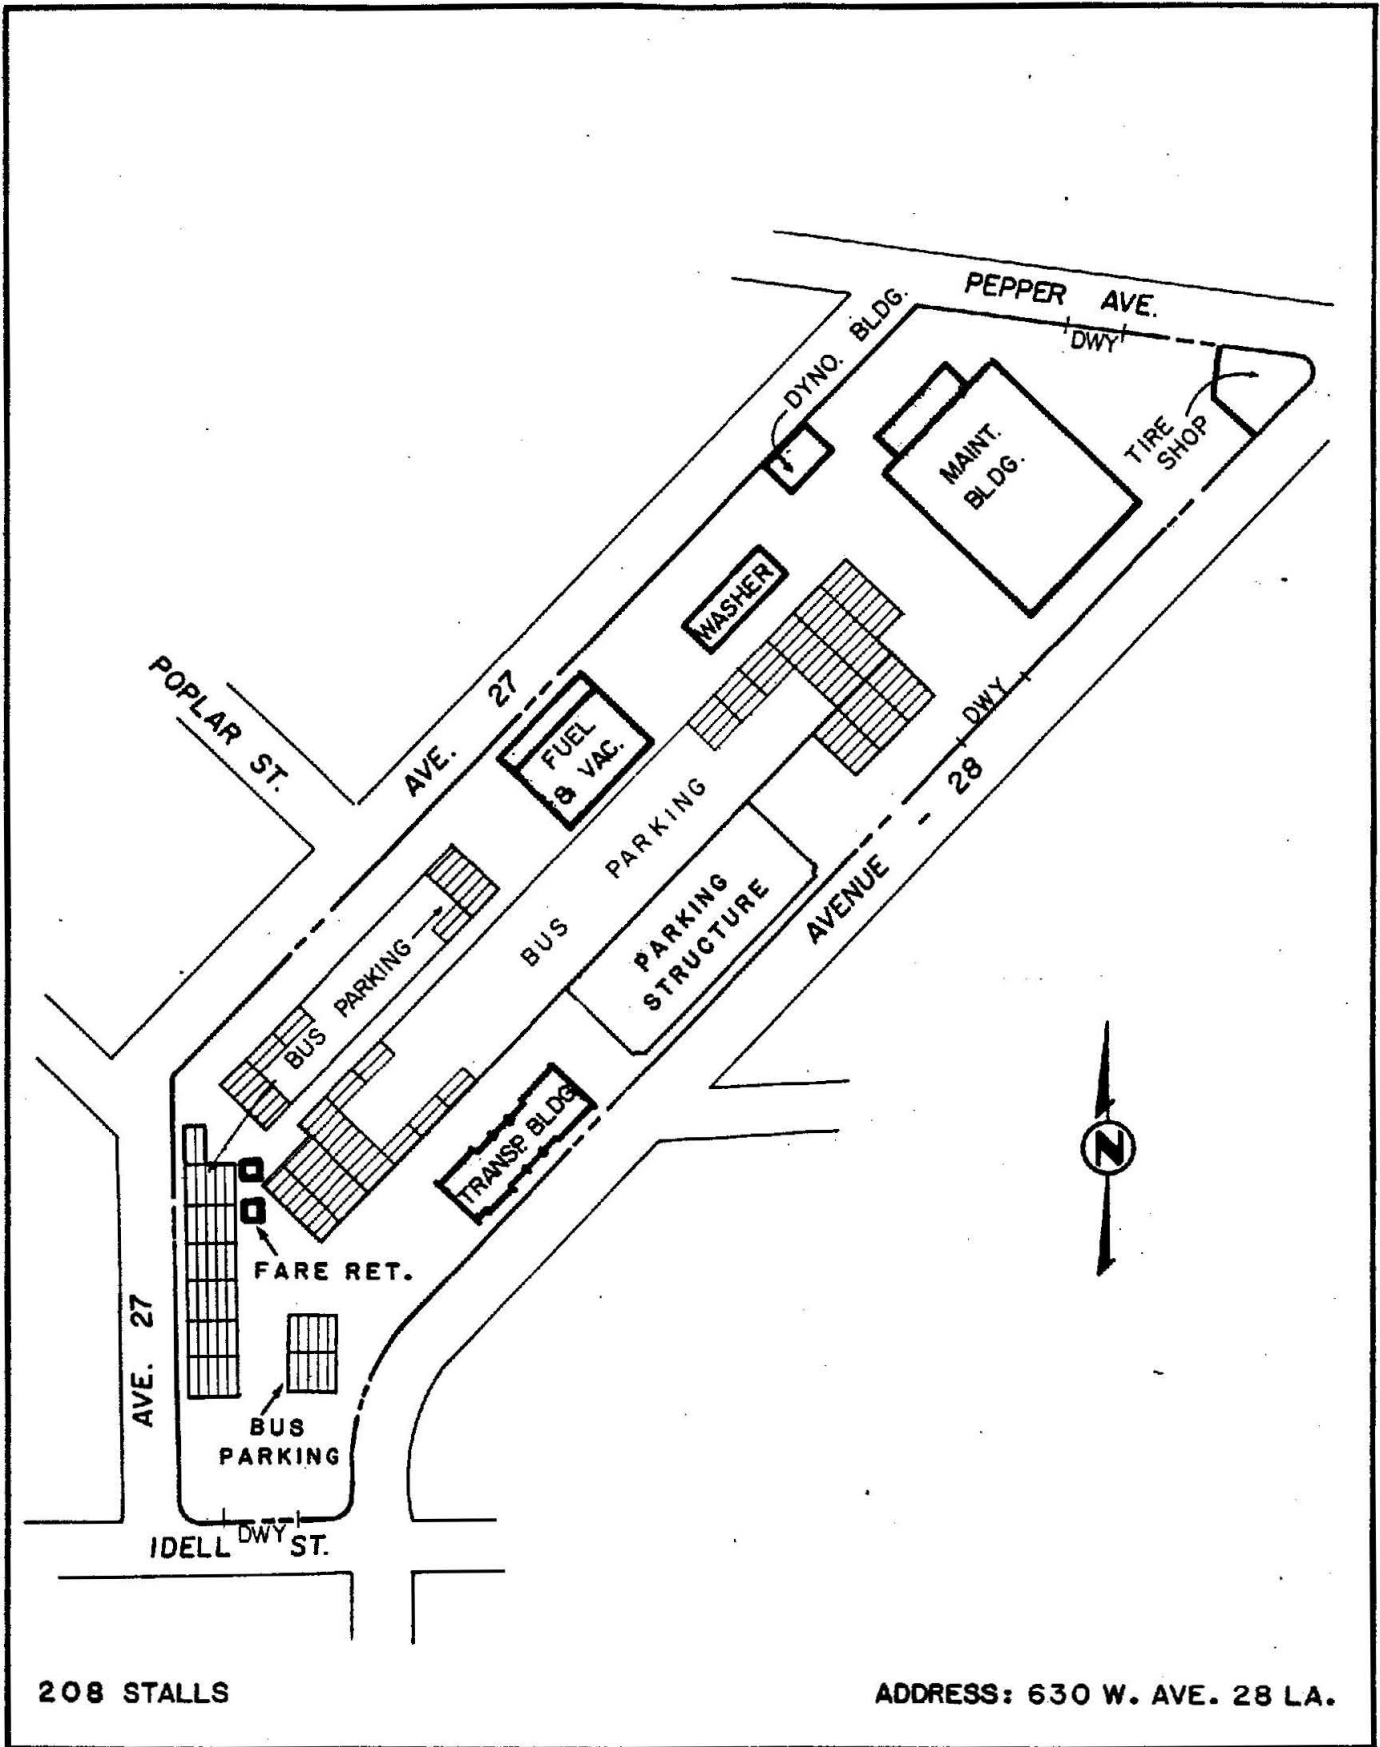 PEPPER AVE.
DWY
DYNO. BLDG.
TIRE
SHOP
MAINT.
BLDG.
WASHER
POPLAR ST.
AVE. 27
FUEL
& VAC.
DWY
AVENUE - 28
BUS PARKING
PARKING
STRUCTURE
BUS PARKING
TRANSP. BLDG
N
FARE RET.
AVE. 27
BUS
PARKING
IDELL ST.
DWY
208 STALLS
ADDRESS: 630 W. AVE. 28 LA.